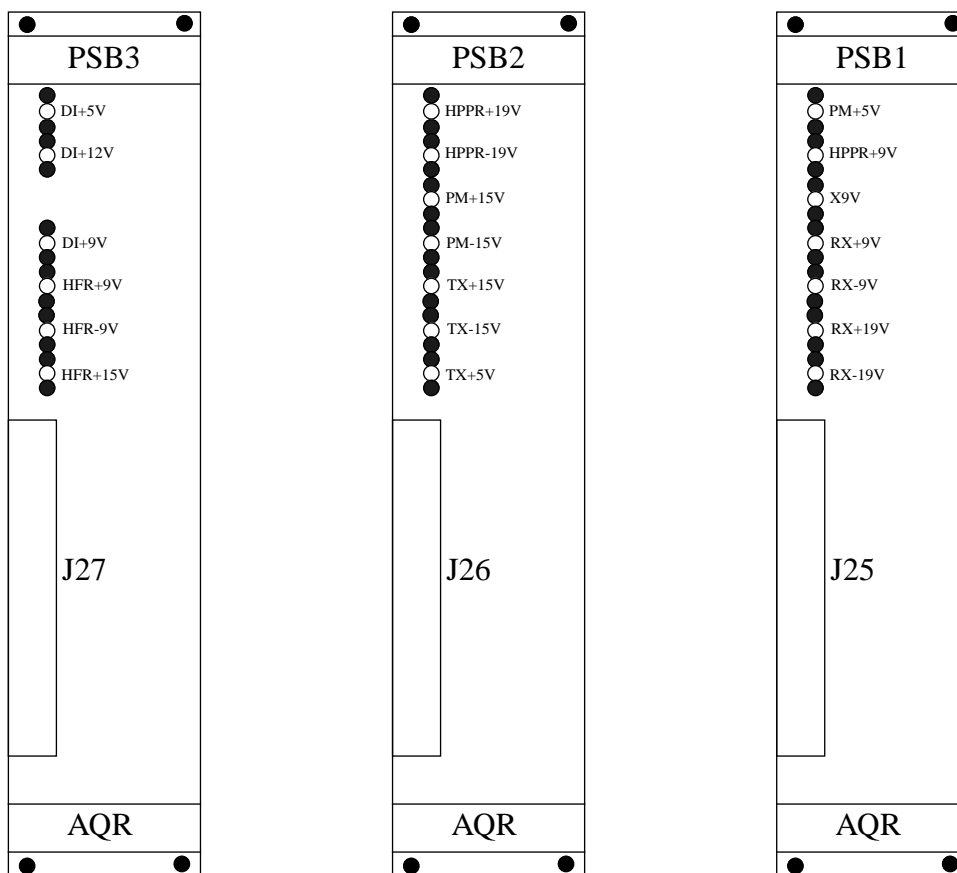 PSB3
DI+5V
DI+12V
DI+9V
HFR+9V
HFR-9V
HFR+15V
J27
AQR
PSB2
HPPR+19V
HPPR-19V
PM+15V
PM-15V
TX+15V
TX-15V
TX+5V
J26
AQR
PSB1
PM+5V
HPPR+9V
X9V
RX+9V
RX-9V
RX+19V
RX-19V
J25
AQR